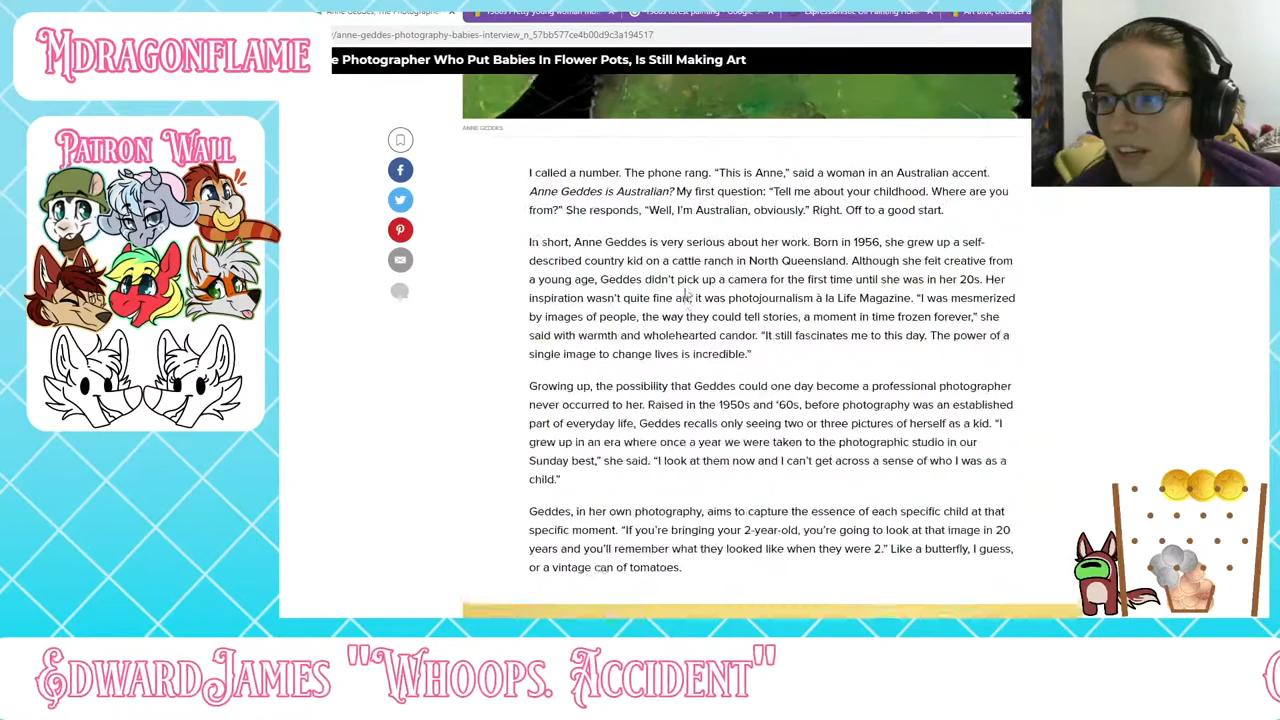 Mdragonflame
Patron Wall
Anne Geddes, The Photographe
/anne-geddes-photography-babies-interview_n_57bb577ce4b00d9c3a194517
e Photographer Who Put Babies In Flower Pots, Is Still Making Art
ANNE GEDDES
I called a number. The phone rang. “This is Anne,” said a woman in an Australian accent.
Anne Geddes is Australian? My first question: “Tell me about your childhood. Where are you
from?” She responds, “Well, I’m Australian, obviously.” Right. Off to a good start.
In short, Anne Geddes is very serious about her work. Born in 1956, she grew up a self-
described country kid on a cattle ranch in North Queensland. Although she felt creative from
a young age, Geddes didn’t pick up a camera for the first time until she was in her 20s. Her
inspiration wasn’t quite fine it was photojournalism à la Life Magazine. “I was mesmerized
by images of people, the way they could tell stories, a moment in time frozen forever,” she
said with warmth and wholehearted candor. “It still fascinates me to this day. The power of a
single image to change lives is incredible.”
Growing up, the possibility that Geddes could one day become a professional photographer
never occurred to her. Raised in the 1950s and ‘60s, before photography was an established
part of everyday life, Geddes recalls only seeing two or three pictures of herself as a kid. “I
grew up in an era where once a year we were taken to the photographic studio in our
Sunday best,” she said. “I look at them now and I can’t get across a sense of who I was as a
child.”
Geddes, in her own photography, aims to capture the essence of each specific child at that
specific moment. “If you’re bringing your 2-year-old, you’re going to look at that image in 20
years and you’ll remember what they looked like when they were 2.” Like a butterfly, I guess,
or a vintage can of tomatoes.
EdwardJames "Whoops. Accident"